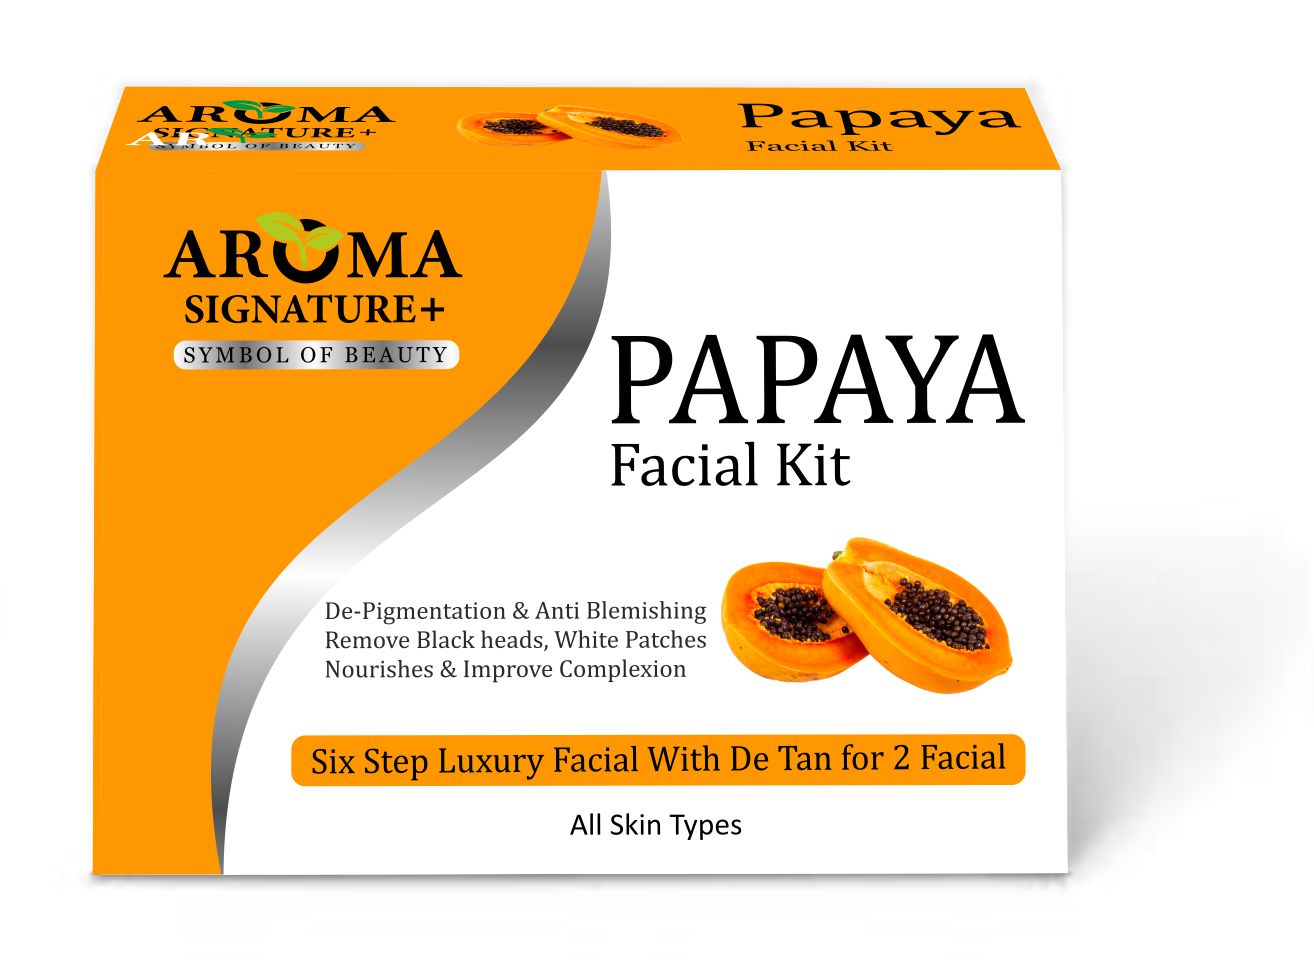 AROMA
SIGNATURE+
SYMBOL OF BEAUTY
AR
Papaya
Facial Kit
AROMA
SIGNATURE+
SYMBOL OF BEAUTY
PAPAYA
Facial Kit
De-Pigmentation & Anti Blemishing
Remove Black heads, White Patches
Nourishes & Improve Complexion
Six Step Luxury Facial With De Tan for 2 Facial
All Skin Types